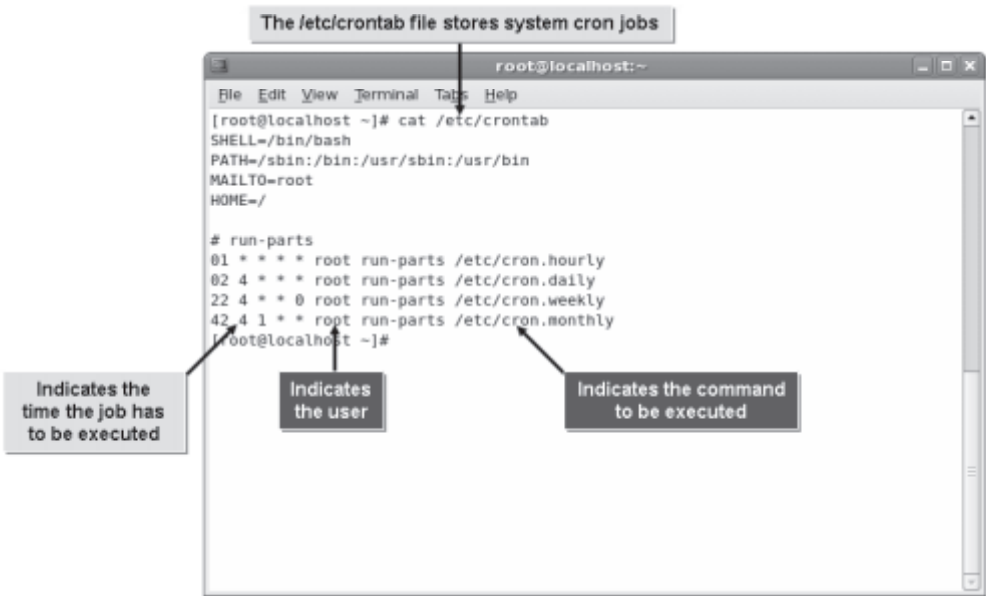 The /etc/crontab file stores system cron jobs
root@localhost:~
File Edit View Terminal Tabs Help
[root@localhost ~]# cat /etc/crontab
SHELL=/bin/bash
PATH=/sbin:/bin:/usr/sbin:/usr/bin
MAILTO=root
HOME=/
# run-parts
01 * * * * root run-parts /etc/cron.hourly
02 4 * * * root run-parts /etc/cron.daily
22 4 * * 0 root run-parts /etc/cron.weekly
42 4 1 * * root run-parts /etc/cron.monthly
[root@localhost ~]#
Indicates the
time the job has
to be executed
Indicates
the user
Indicates the command
to be executed